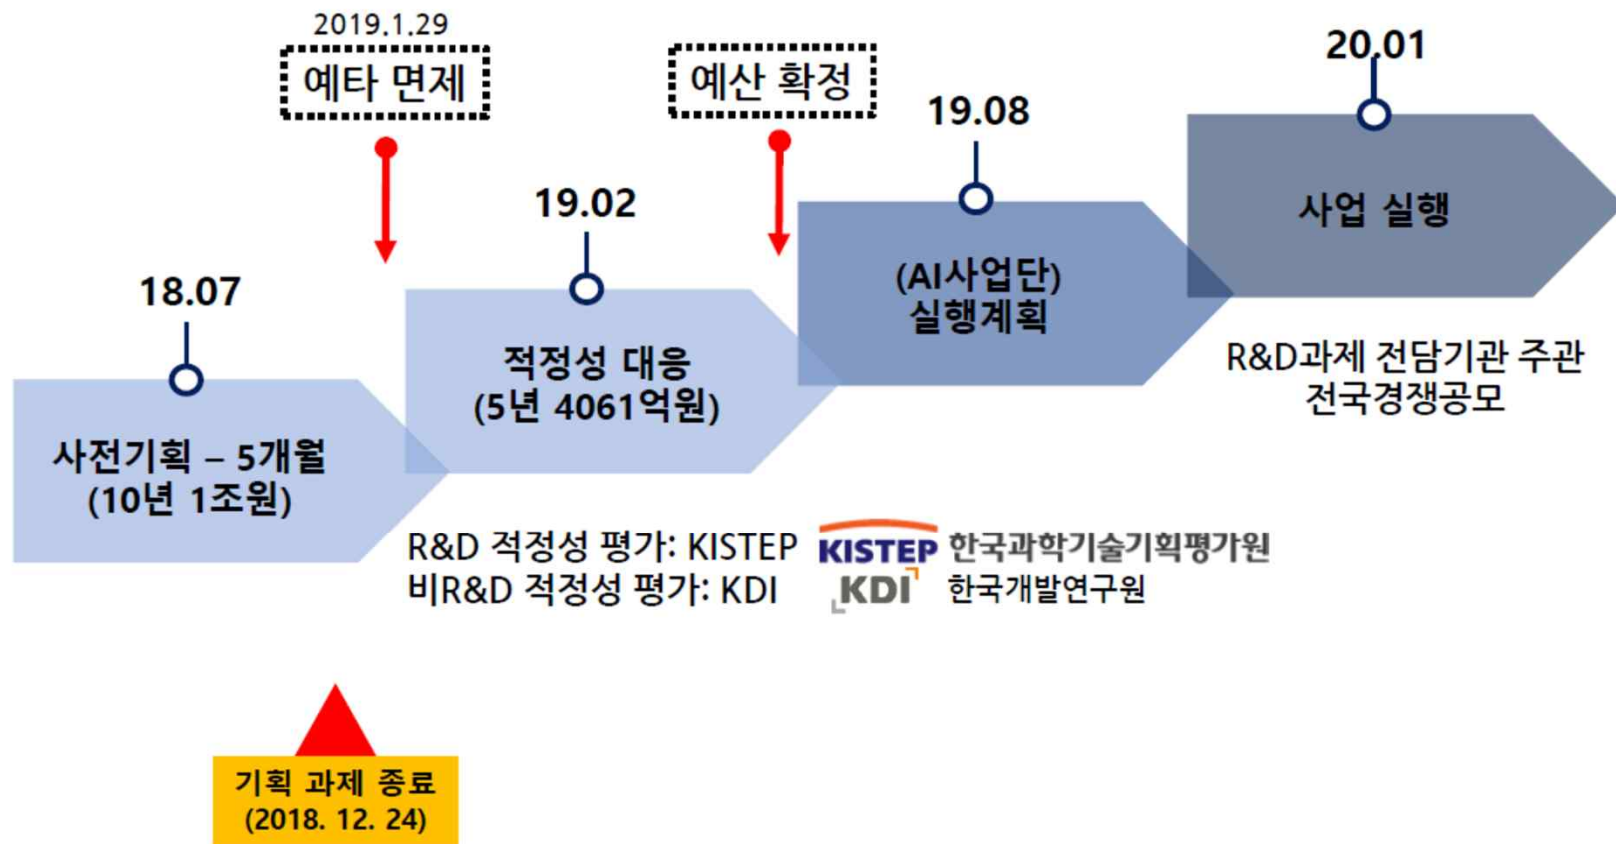 2019.1.29
예타 면제
예산 확정
20.01
19.08
19.02
18.07
사업 실행
(AI사업단)
실행계획
적정성 대응
(5년 4061억원)
사전기획 – 5개월
(10년 1조원)
R&D과제 전담기관 주관
전국경쟁공모
R&D 적정성 평가: KISTEP
비R&D 적정성 평가: KDI
KISTEP 한국과학기술기획평가원
KDI 한국개발연구원
기획 과제 종료
(2018. 12. 24)